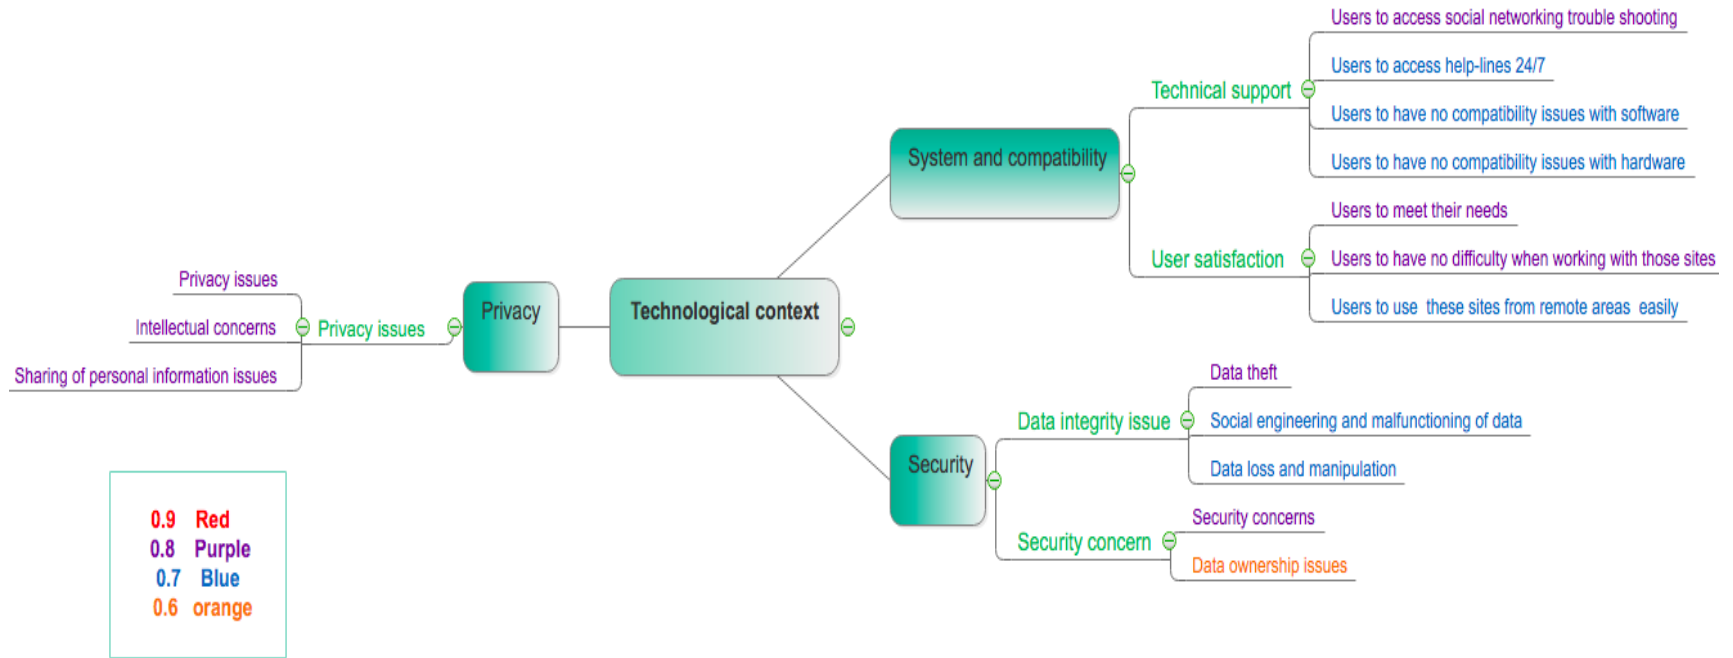 Users to access social networking trouble shooting
Users to access help-lines 24/7
Technical support
Users to have no compatibility issues with software
System and compatibility
Users to have no compatibility issues with hardware
Users to meet their needs
User satisfaction
Users to have no difficulty when working with those sites
Users to use these sites from remote areas easily
Privacy issues
Intellectual concerns
Privacy issues
Sharing of personal information issues
Privacy
Technological context
Data theft
Data integrity issue
Social engineering and malfunctioning of data
Data loss and manipulation
Security
Security concerns
Security concern
Data ownership issues
0.9 Red
0.8 Purple
0.7 Blue
0.6 orange